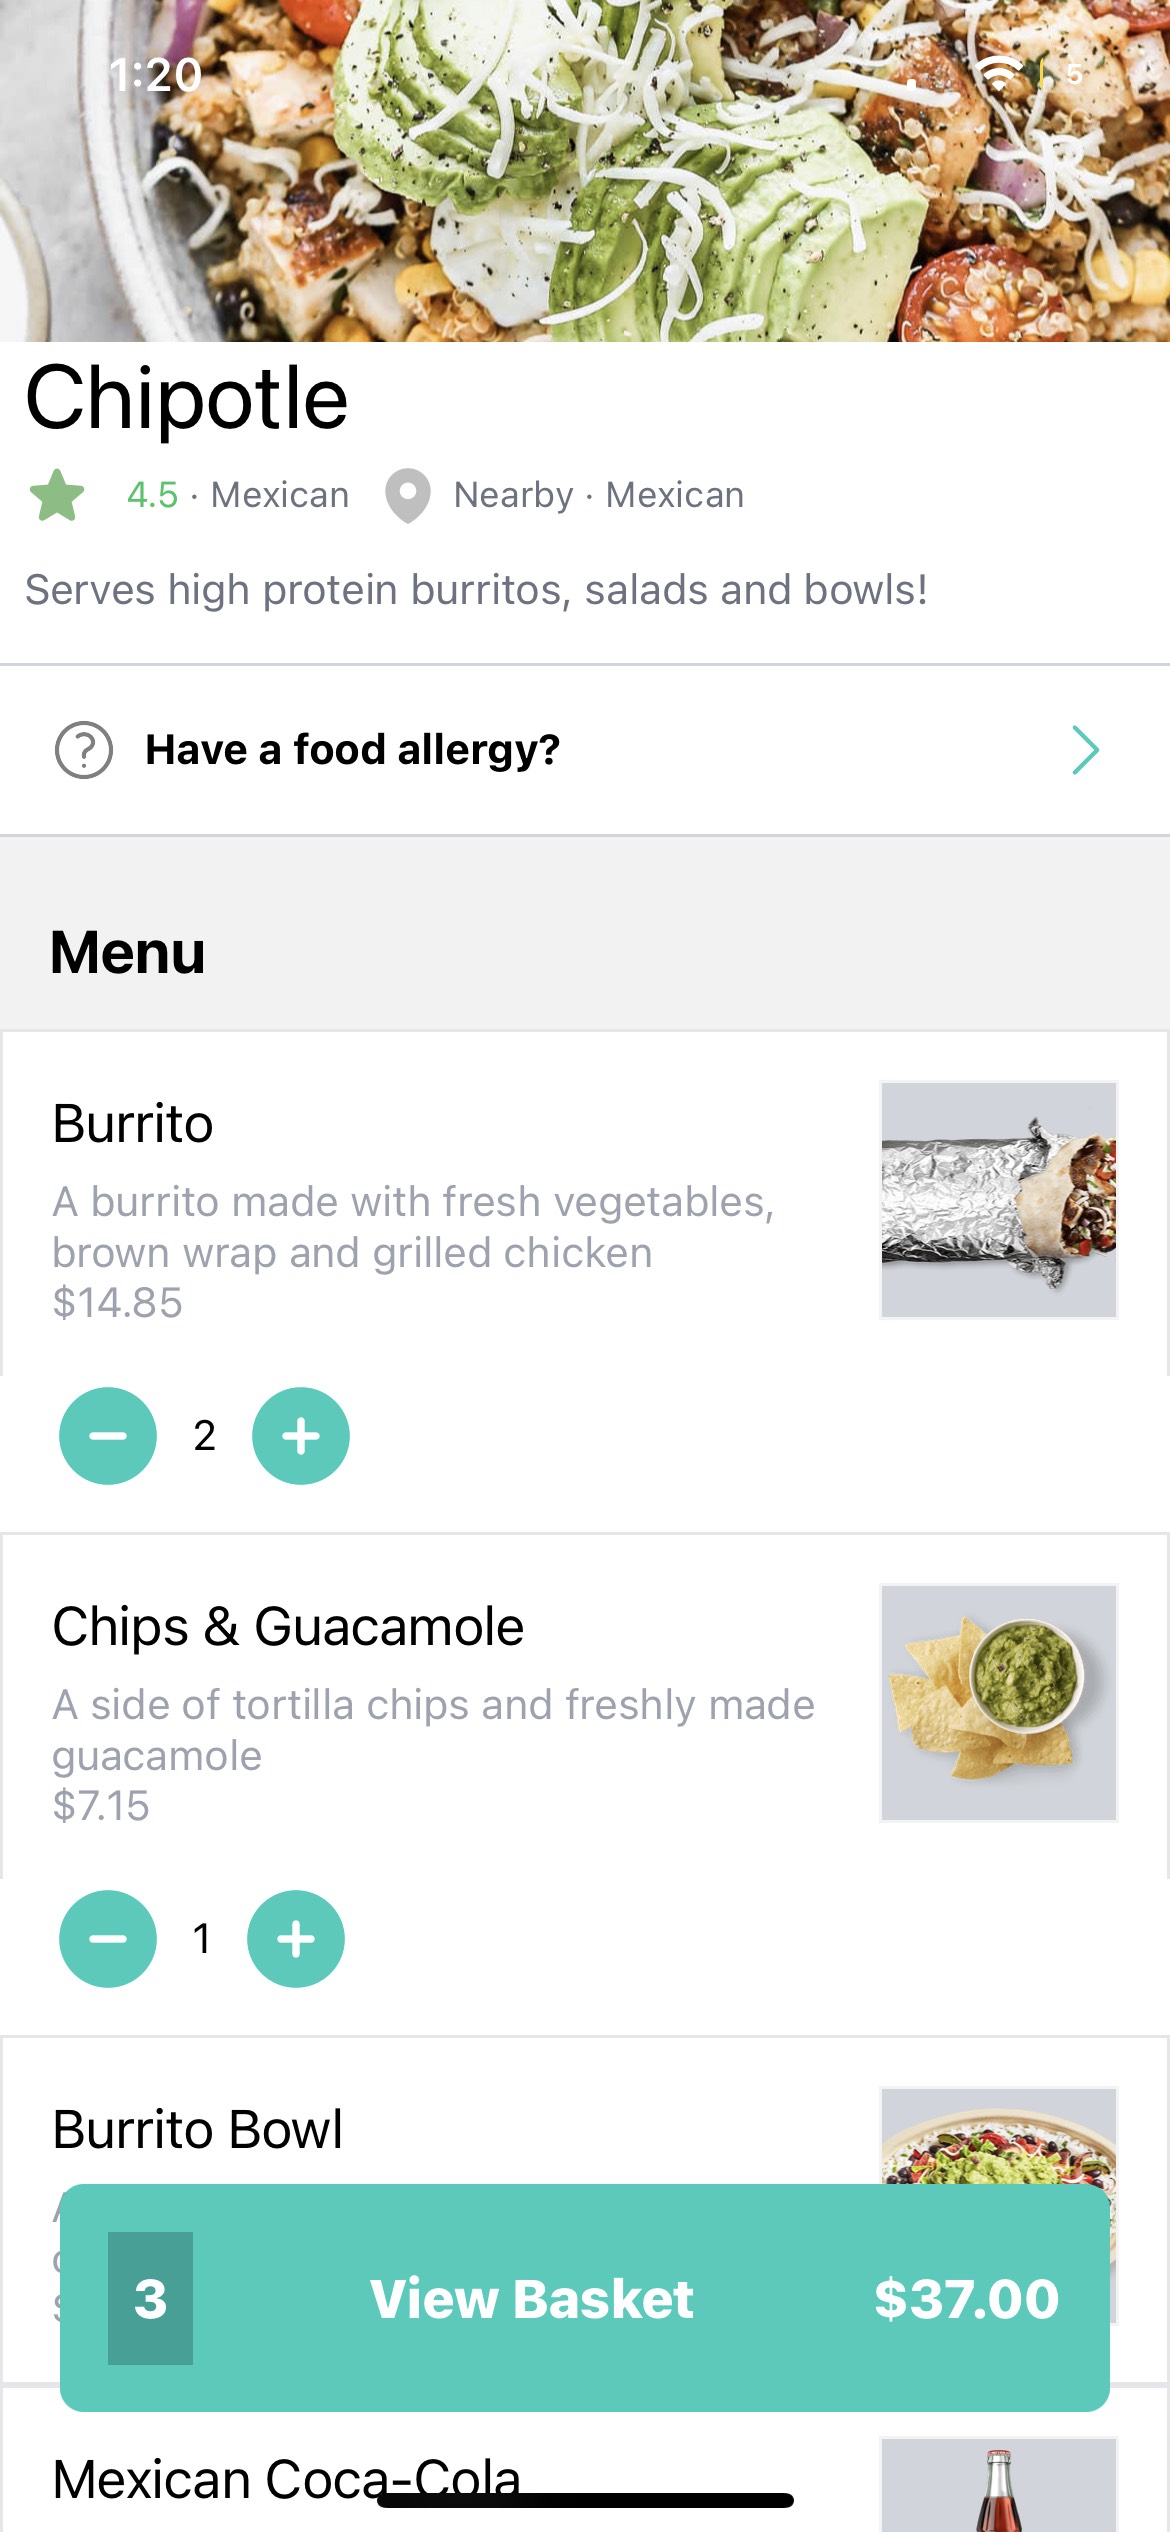 1:20
5
Chipotle
4.5 · Mexican Nearby · Mexican
Serves high protein burritos, salads and bowls!
Have a food allergy?
Menu
Burrito
A burrito made with fresh vegetables,
brown wrap and grilled chicken
$14.85
2
Chips & Guacamole
A side of tortilla chips and freshly made
guacamole
$7.15
1
Burrito Bowl
3 View Basket $37.00
Mexican Coca-Cola